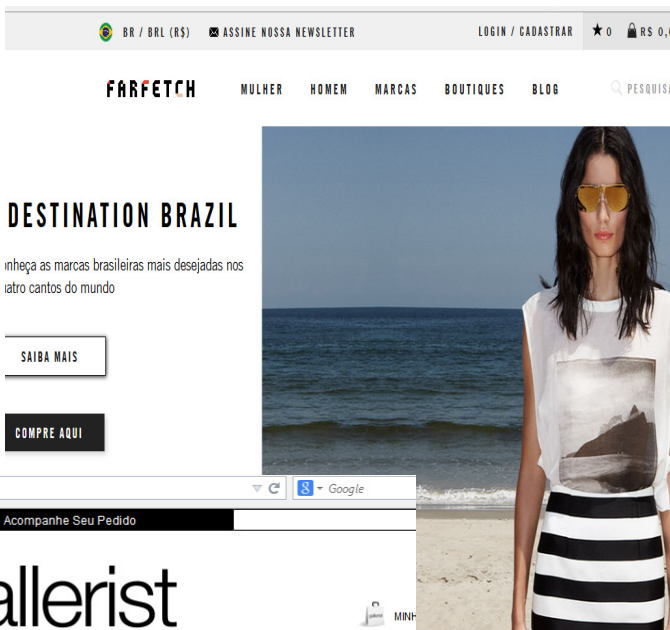 BR / BRL (R$) ASSINE NOSSA NEWSLETTER LOGIN / CADASTRAR 0 R$ 0,
FARFETCH MULHER HOMEM MARCAS BOUTIQUES BLOG PESQUISA
DESTINATION BRAZIL
onheça as marcas brasileiras mais desejadas nos
uatro cantos do mundo
SAIBA MAIS
COMPRE AQUI
8 Google
Acompanhe Seu Pedido
allerist
MINH